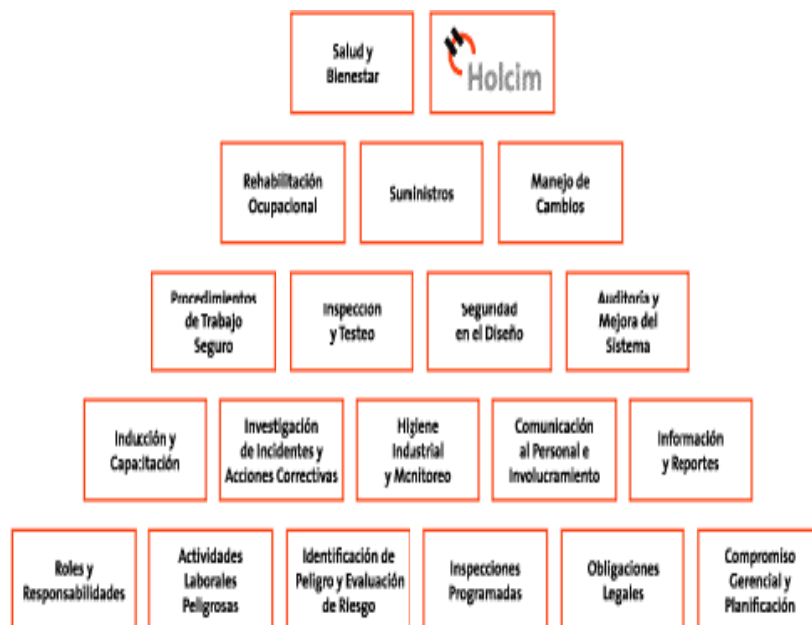 Salud y
Bienestar
Holcim
Rehabilitación
Ocupacional
Suministros
Manejo de
Cambios
Procedimientos
de Trabajo
Seguro
Inspección
y Testeo
Seguridad
en el Diseño
Auditoría y
Mejora del
Sistema
Inducción y
Capacitación
Investigación
de Incidentes y
Acciones Correctivas
Higiene
Industrial
y Monitoreo
Comunicación
al Personal e
Involucramiento
Información
y Reportes
Roles y
Responsabilidades
Actividades
Laborales
Peligrosas
Identificación de
Peligro y Evaluación
de Riesgo
Inspecciones
Programadas
Obligaciones
Legales
Compromiso
Gerencial y
Planificación